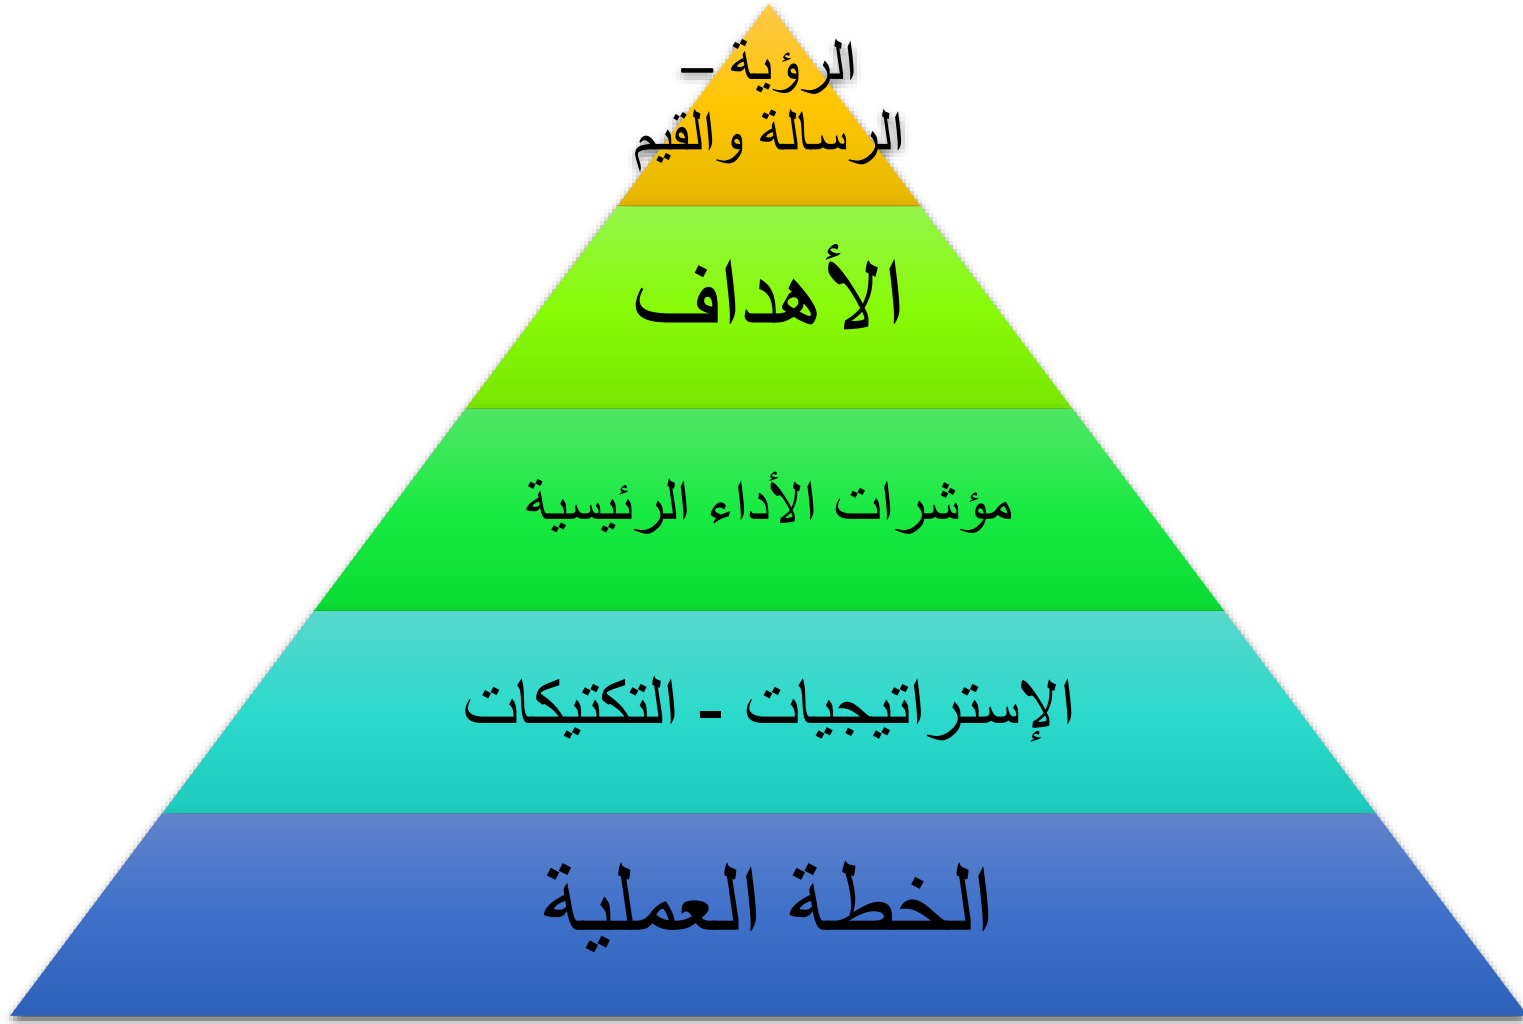 الرؤية –
الرسالة والقيم
الأهداف
مؤشرات الأداء الرئيسية
الإستراتيجيات - التكتيكات
الخطة العملية